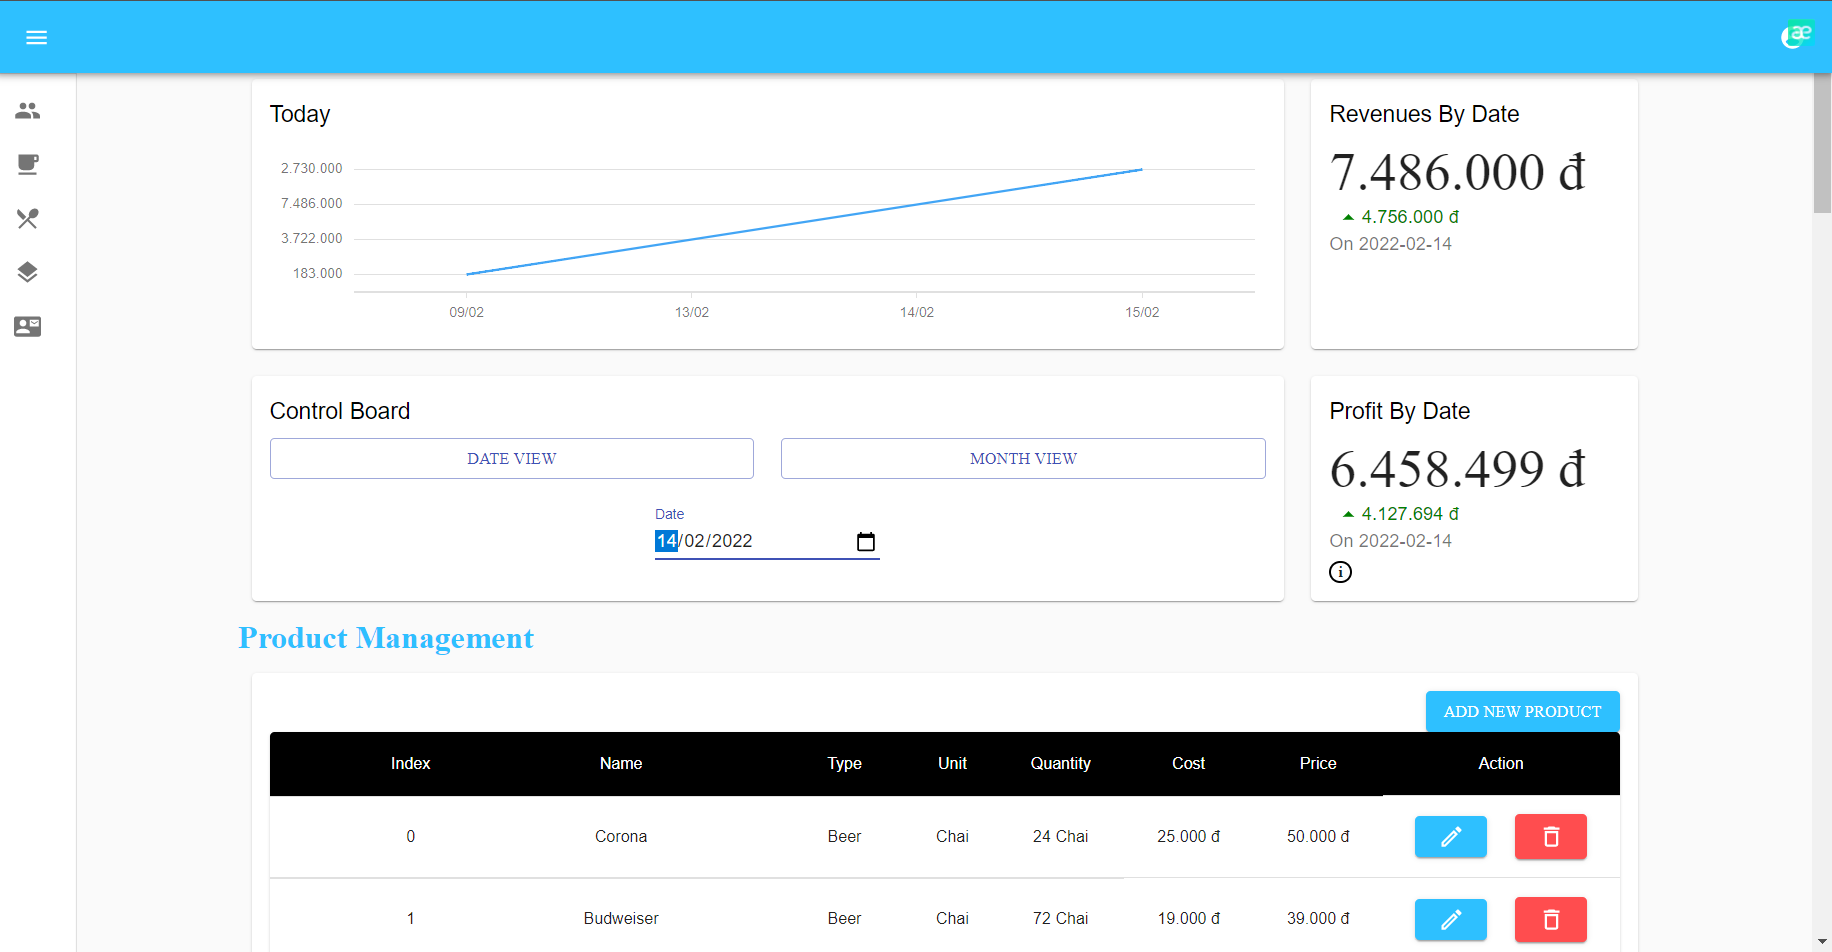 æ
Today
2.730.000
7.486.000
3.722.000
183.000
09/02 13/02 14/02 15/02
Revenues By Date
7.486.000 đ
4.756.000 đ
On 2022-02-14
Control Board
DATE VIEW MONTH VIEW
Date
14/02/2022
Profit By Date
6.458.499 đ
4.127.694 đ
On 2022-02-14
Product Management
ADD NEW PRODUCT
Index Name Type Unit Quantity Cost Price Action
0 Corona Beer Chai 24 Chai 25.000 đ 50.000 đ
1 Budweiser Beer Chai 72 Chai 19.000 đ 39.000 đ